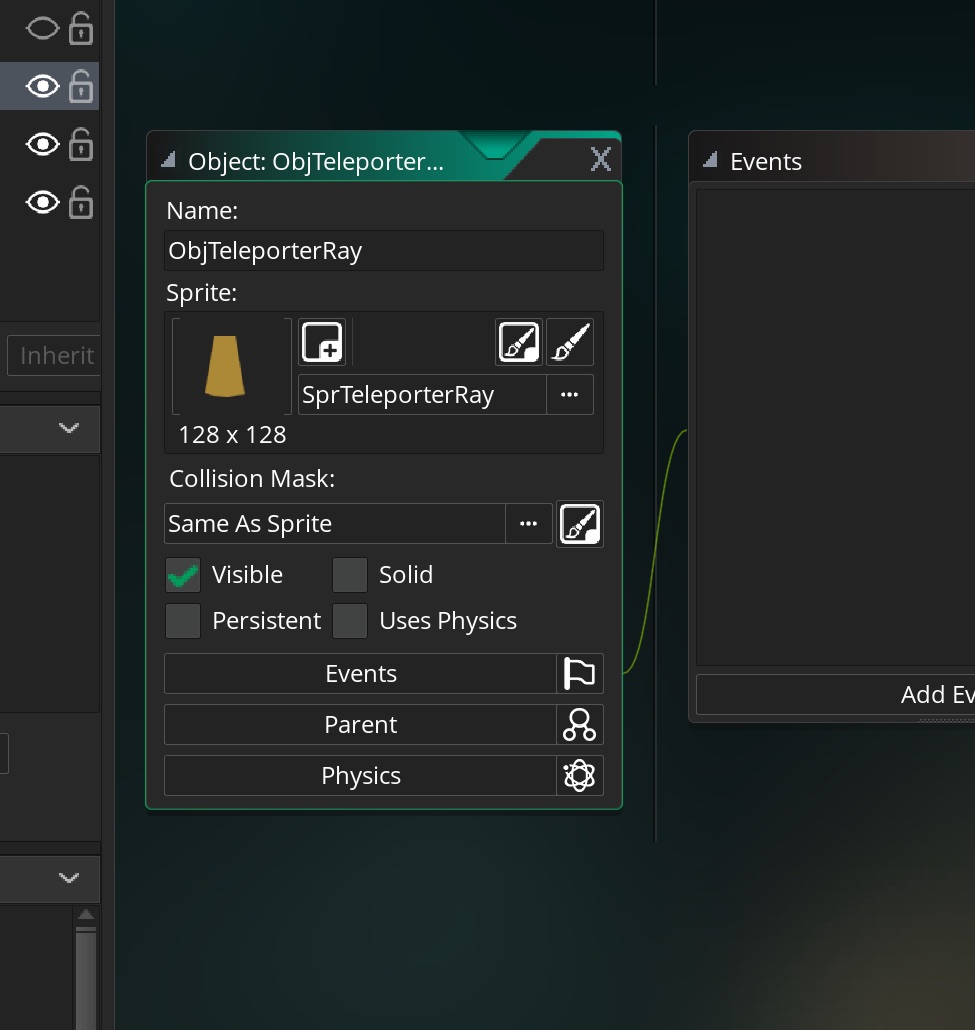 Object: ObjTeleporter...
Events
Name:
ObjTeleporterRay
Sprite:
SprTeleporterRay
...
128 x 128
Collision Mask:
Same As Sprite
...
Visible
Solid
Persistent
Uses Physics
Events
Parent
Physics
Inherit
Add Ev